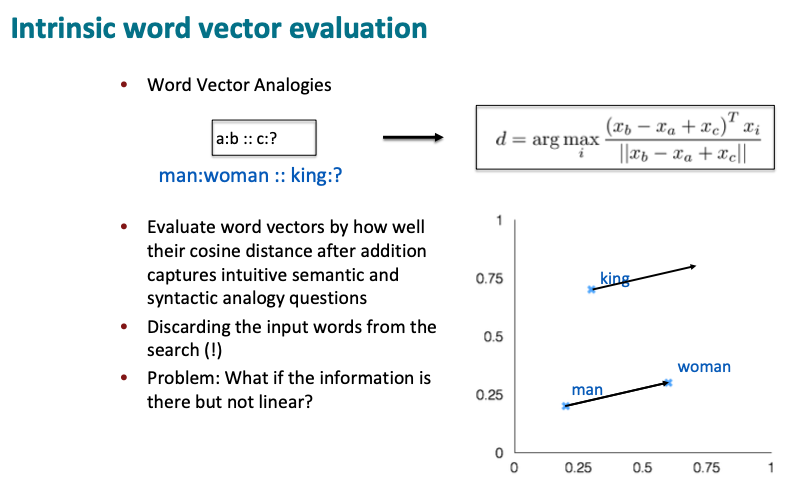 Intrinsic word vector evaluation
• Word Vector Analogies
a:b :: c:?
man:woman :: king:?
d = arg max_i (x_b − x_a + x_c)^T x_i / ||x_b − x_a + x_c||
• Evaluate word vectors by how well
their cosine distance after addition
captures intuitive semantic and
syntactic analogy questions
• Discarding the input words from the
search (!)
• Problem: What if the information is
there but not linear?
1
0.75
0.5
0.25
0
king
woman
man
0 0.25 0.5 0.75 1